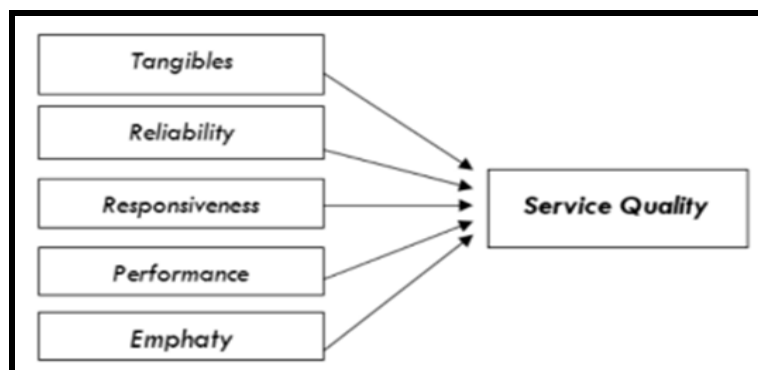 Tangibles
Reliability
Responsiveness
Performance
Emphaty
Service Quality